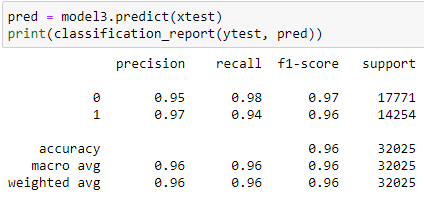 pred = model3.predict(xtest)
print(classification_report(ytest, pred))
precision recall f1-score support
0 0.95 0.98 0.97 17771
1 0.97 0.94 0.96 14254
accuracy 0.96 32025
macro avg 0.96 0.96 0.96 32025
weighted avg 0.96 0.96 0.96 32025